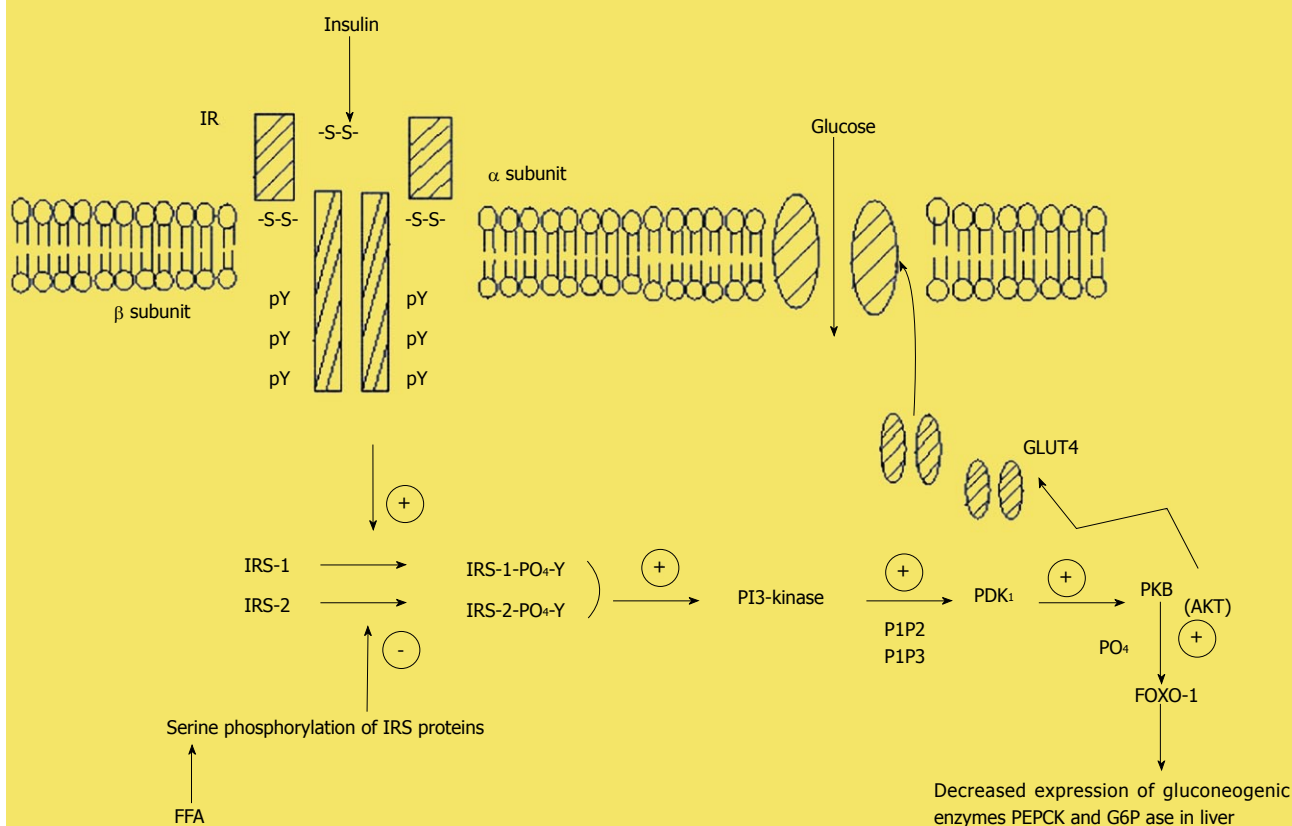 Insulin
IR
-S-S-
Glucose
α subunit
-S-S-
-S-S-
β subunit
pY
pY
pY
pY
pY
pY
GLUT4
+
IRS-1
IRS-1-PO₄-Y
+
+
+
IRS-2
IRS-2-PO₄-Y
PI3-kinase
PDK₁
PKB
(AKT)
P1P2
P1P3
PO₄
+
-
FOXO-1
Serine phosphorylation of IRS proteins
FFA
Decreased expression of gluconeogenic
enzymes PEPCK and G6P ase in liver